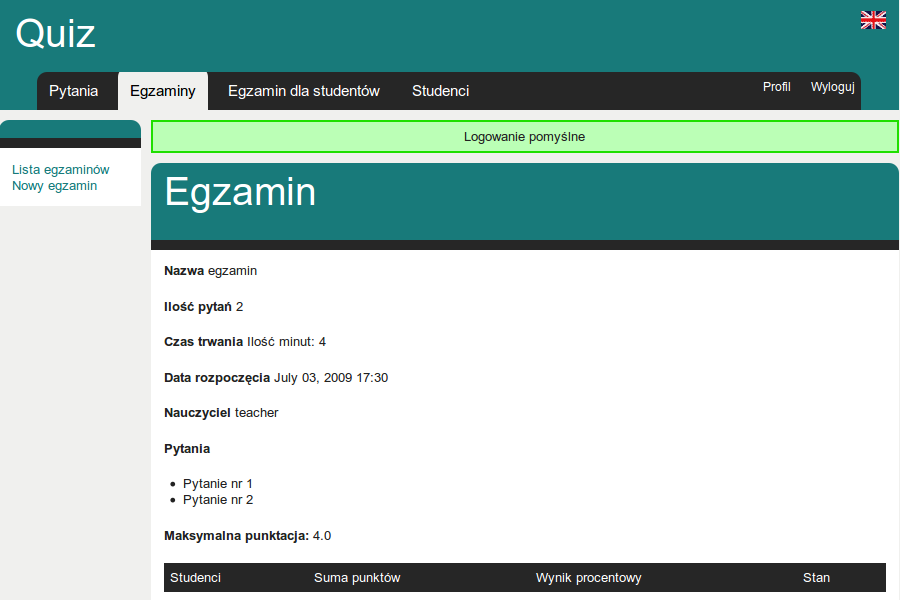 Quiz
Pytania Egzaminy Egzamin dla studentów Studenci Profil Wyloguj
Lista egzaminów
Nowy egzamin
Logowanie pomyślne
Egzamin
Nazwa egzamin
Ilość pytań 2
Czas trwania Ilość minut: 4
Data rozpoczęcia July 03, 2009 17:30
Nauczyciel teacher
Pytania
Pytanie nr 1
Pytanie nr 2
Maksymalna punktacja: 4.0
Studenci Suma punktów Wynik procentowy Stan